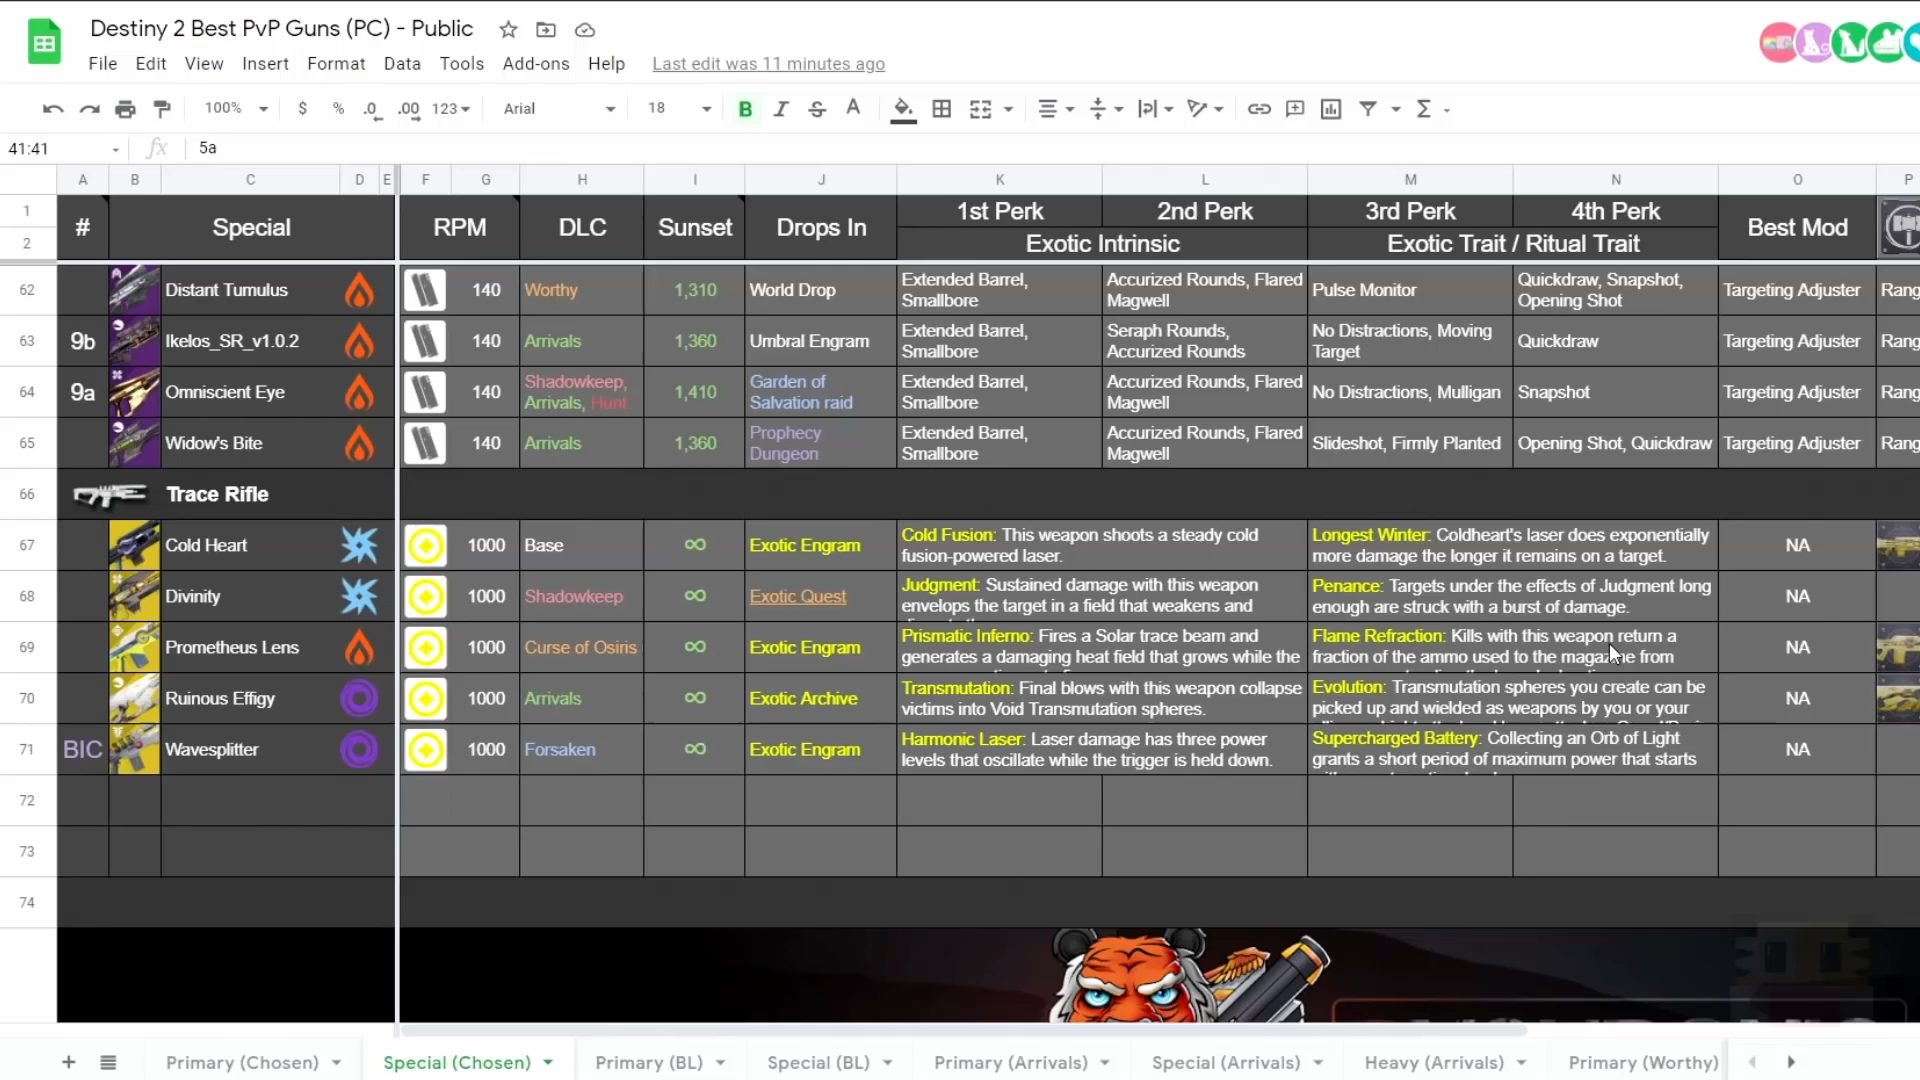 Destiny 2 Best PvP Guns (PC) - Public
File Edit View Insert Format Data Tools Add-ons Help Last edit was 11 minutes ago
100% $ % .0 .00 123 Arial 18 B I S A Σ
41:41 fx 5a
A B C D E F G H I J K L M N O P
1 # Special RPM DLC Sunset Drops In 1st Perk 2nd Perk 3rd Perk 4th Perk Best Mod
2 Exotic Intrinsic Exotic Trait / Ritual Trait
62 Distant Tumulus 140 Worthy 1,310 World Drop Extended Barrel, Smallbore Accurized Rounds, Flared Magwell Pulse Monitor Quickdraw, Snapshot, Opening Shot Targeting Adjuster Rang
63 9b Ikelos_SR_v1.0.2 140 Arrivals 1,360 Umbral Engram Extended Barrel, Smallbore Seraph Rounds, Accurized Rounds No Distractions, Moving Target Quickdraw Targeting Adjuster Rang
64 9a Omniscient Eye 140 Shadowkeep, Arrivals, Hunt 1,410 Garden of Salvation raid Extended Barrel, Smallbore Accurized Rounds, Flared Magwell No Distractions, Mulligan Snapshot Targeting Adjuster Rang
65 Widow's Bite 140 Arrivals 1,360 Prophecy Dungeon Extended Barrel, Smallbore Accurized Rounds, Flared Magwell Slideshot, Firmly Planted Opening Shot, Quickdraw Targeting Adjuster Rang
66 Trace Rifle
67 Cold Heart 1000 Base ∞ Exotic Engram Cold Fusion: This weapon shoots a steady cold fusion-powered laser. Longest Winter: Coldheart's laser does exponentially more damage the longer it remains on a target. NA
68 Divinity 1000 Shadowkeep ∞ Exotic Quest Judgment: Sustained damage with this weapon envelops the target in a field that weakens and Penance: Targets under the effects of Judgment long enough are struck with a burst of damage. NA
69 Prometheus Lens 1000 Curse of Osiris ∞ Exotic Engram Prismatic Inferno: Fires a Solar trace beam and generates a damaging heat field that grows while the Flame Refraction: Kills with this weapon return a fraction of the ammo used to the magazine from NA
70 Ruinous Effigy 1000 Arrivals ∞ Exotic Archive Transmutation: Final blows with this weapon collapse victims into Void Transmutation spheres. Evolution: Transmutation spheres you create can be picked up and wielded as weapons by you or your NA
71 BIC Wavesplitter 1000 Forsaken ∞ Exotic Engram Harmonic Laser: Laser damage has three power levels that oscillate while the trigger is held down. Supercharged Battery: Collecting an Orb of Light grants a short period of maximum power that starts NA
72
73
74
+ Primary (Chosen) Special (Chosen) Primary (BL) Special (BL) Primary (Arrivals) Special (Arrivals) Heavy (Arrivals) Primary (Worthy)